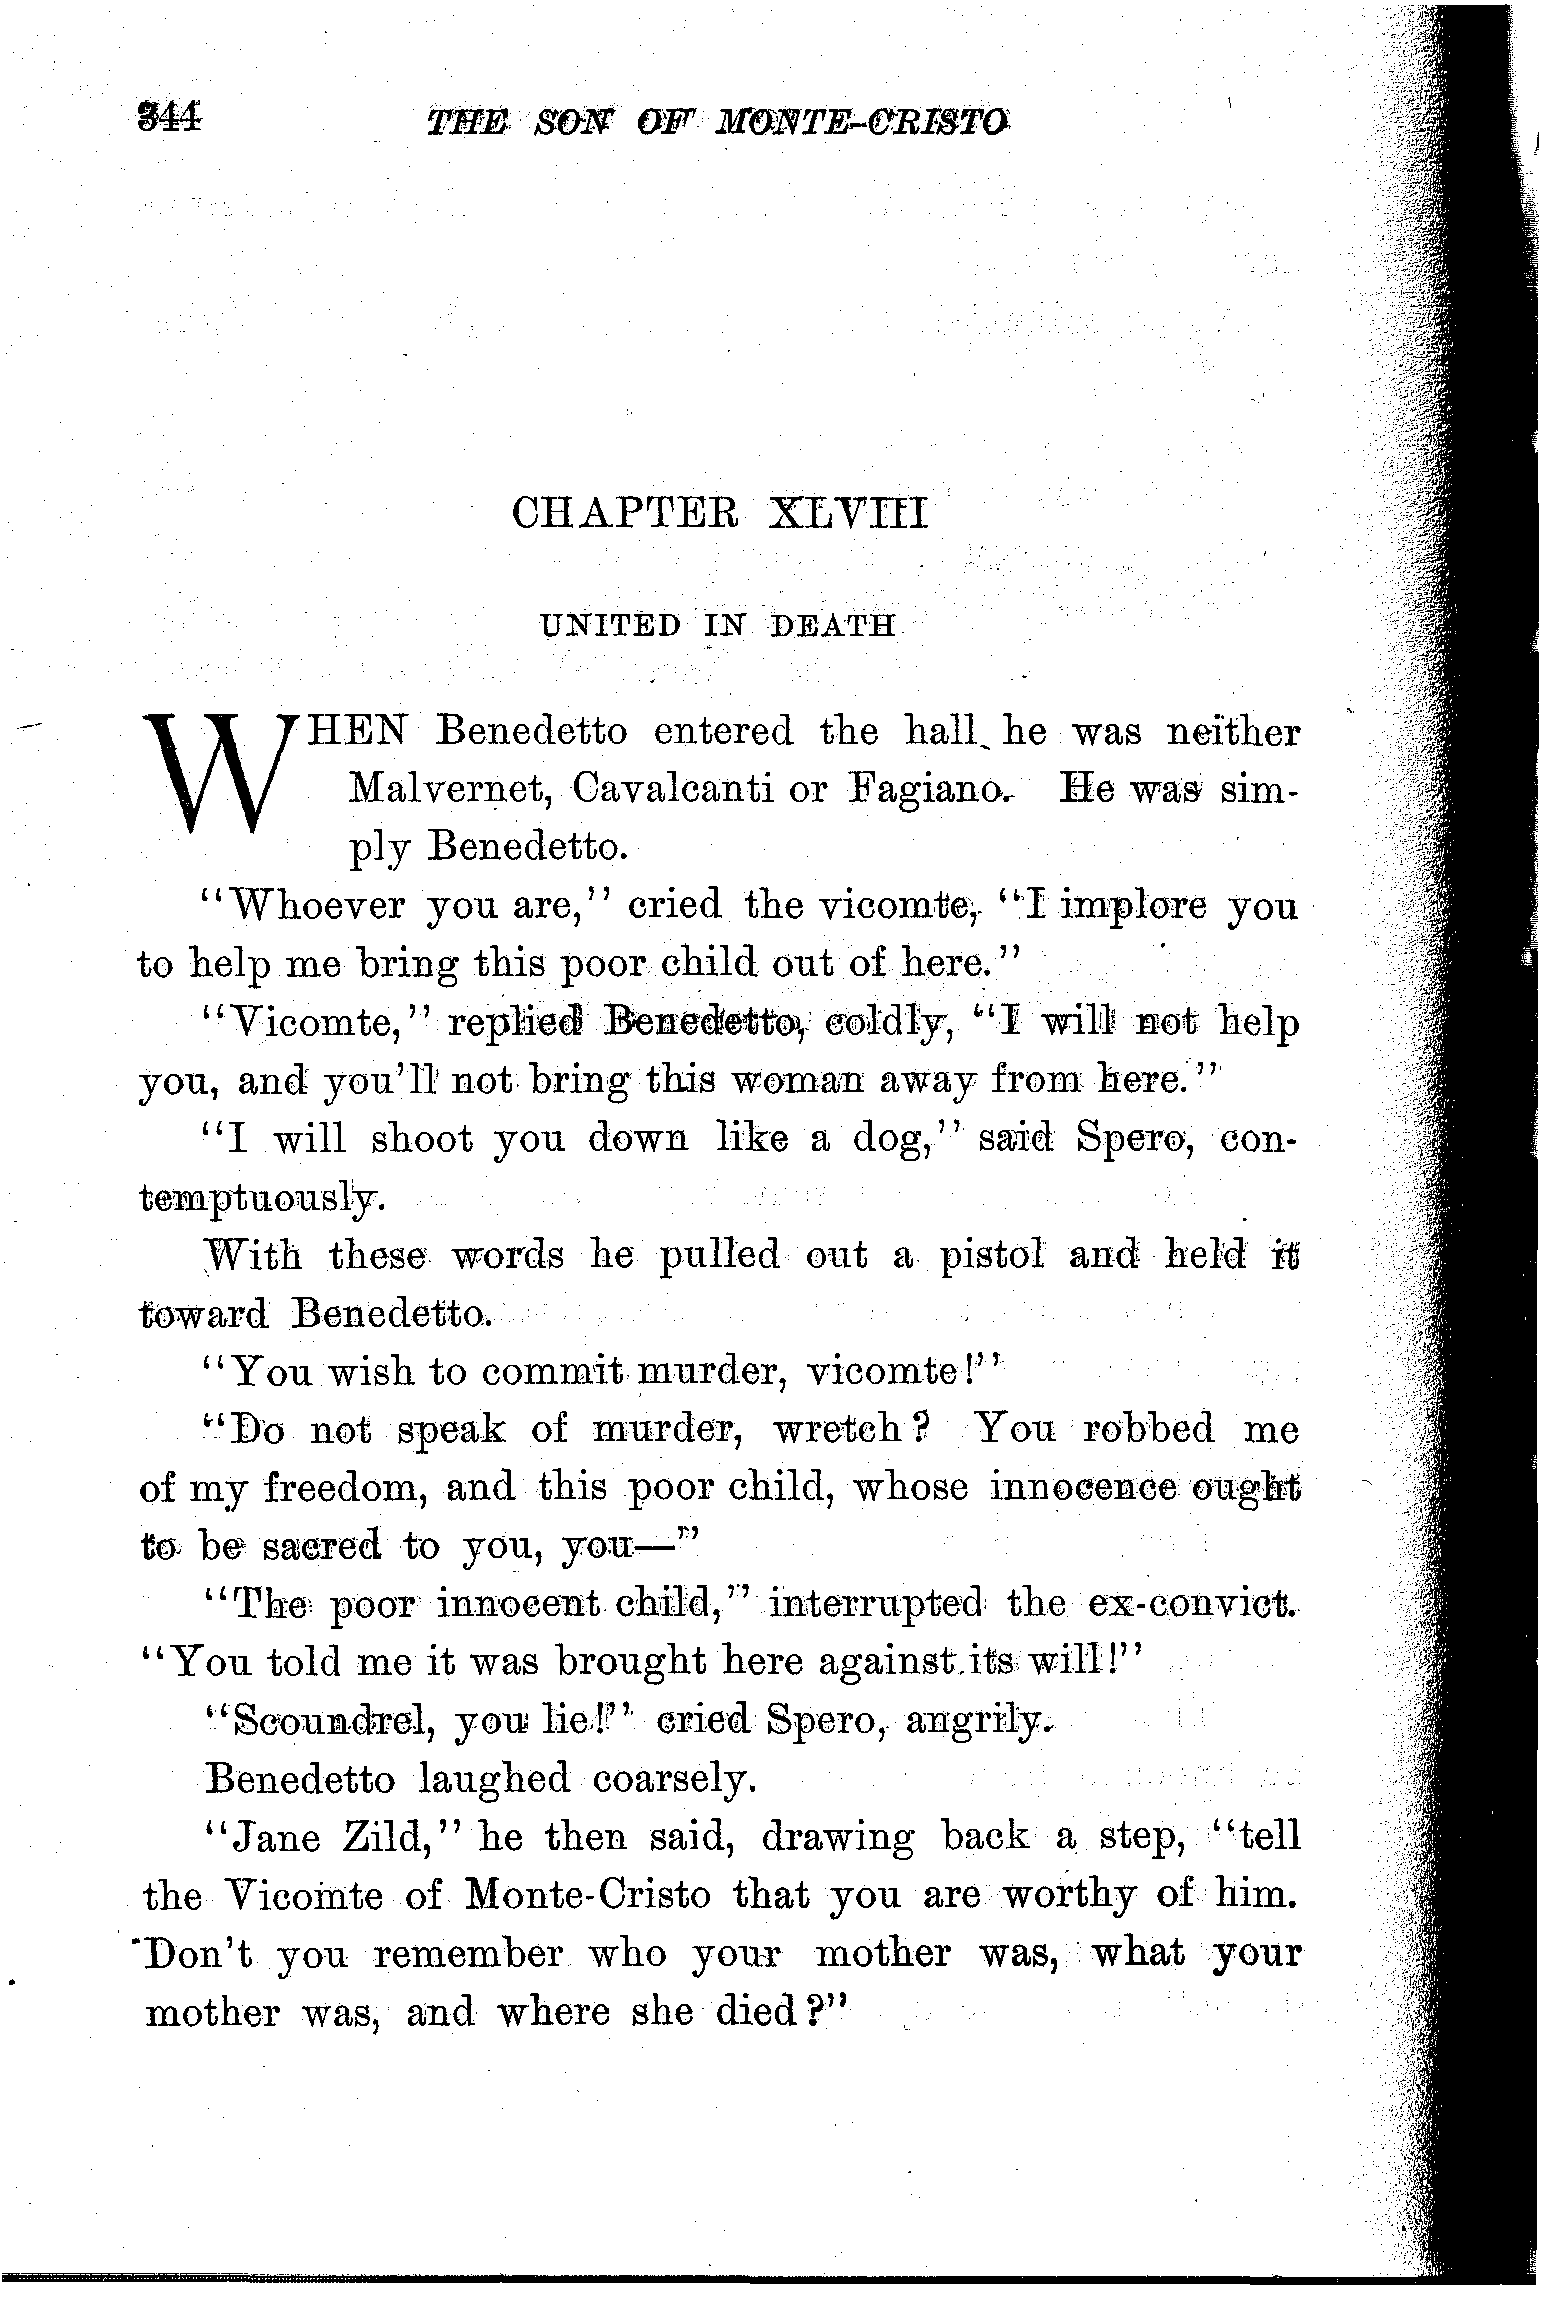 344 THE SON OF MONTE-CRISTO
CHAPTER XLVIII
UNITED IN DEATH
WHEN Benedetto entered the hall he was neither
Malvernet, Cavalcanti or Fagiano. He was sim-
ply Benedetto.
"Whoever you are," cried the vicomte, "I implore you
to help me bring this poor child out of here."
"Vicomte," replied Benedetto, coldly, "I will not help
you, and you'll not bring this woman away from here."
"I will shoot you down like a dog," said Spero, con-
temptuously.
With these words he pulled out a pistol and held it
toward Benedetto.
"You wish to commit murder, vicomte!"
"Do not speak of murder, wretch? You robbed me
of my freedom, and this poor child, whose innocence ought
to be sacred to you, you—"
"The poor innocent child," interrupted the ex-convict.
"You told me it was brought here against its will!"
"Scoundrel, you lie!" cried Spero, angrily.
Benedetto laughed coarsely.
"Jane Zild," he then said, drawing back a step, "tell
the Vicomte of Monte-Cristo that you are worthy of him.
Don't you remember who your mother was, what your
mother was, and where she died?"